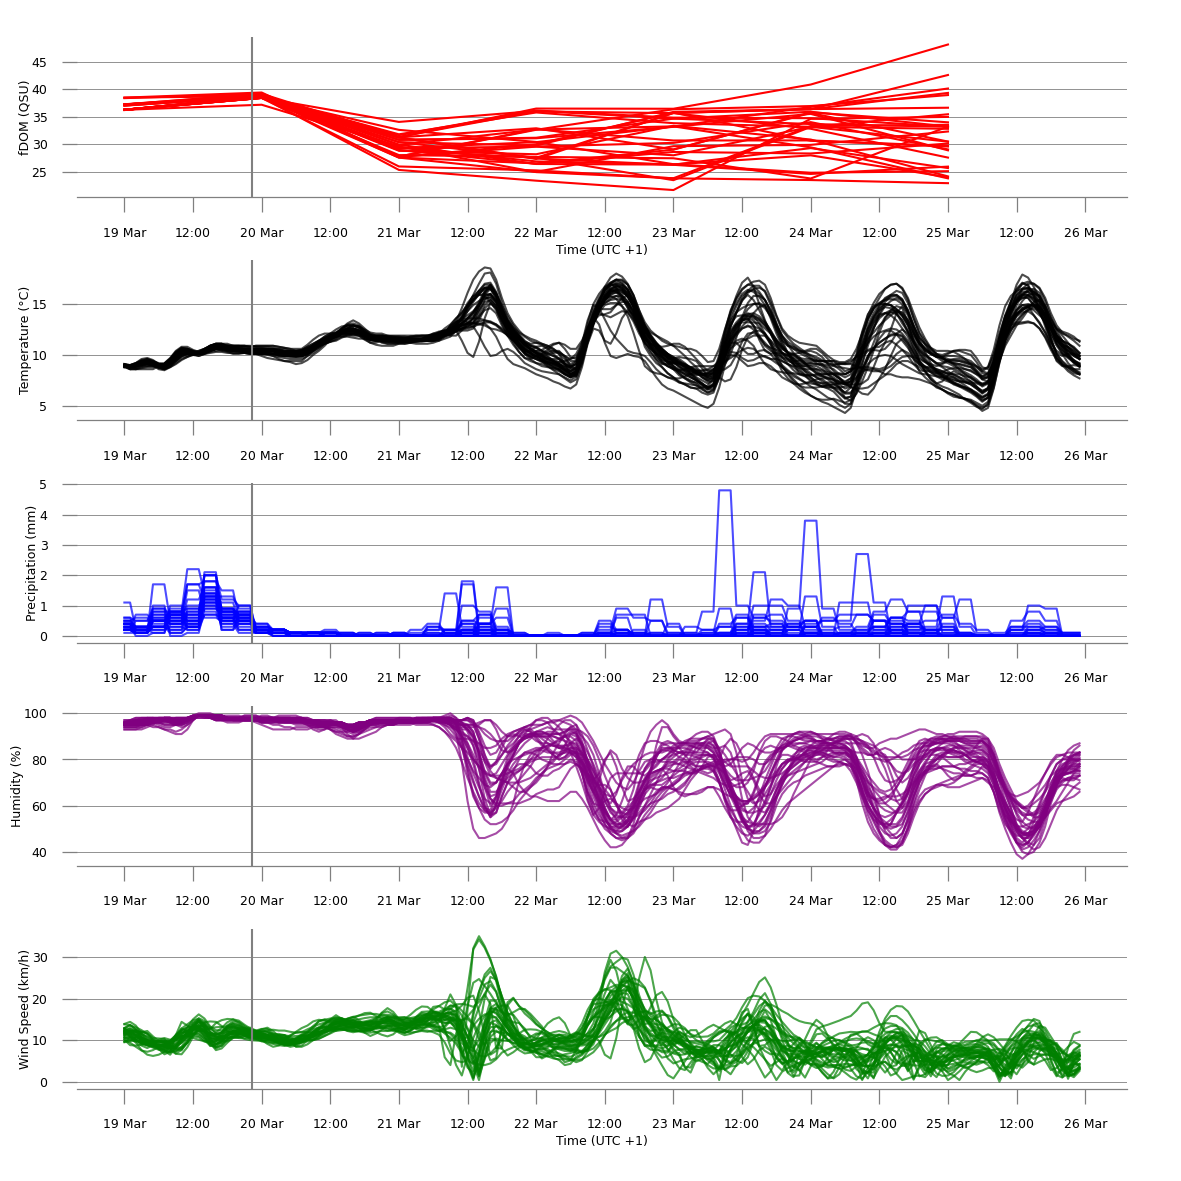 fDOM (QSU)
45
40
35
30
25
19 Mar 12:00 20 Mar 12:00 21 Mar 12:00 22 Mar 12:00 23 Mar 12:00 24 Mar 12:00 25 Mar 12:00 26 Mar
Time (UTC +1)
Temperature (°C)
15
10
5
19 Mar 12:00 20 Mar 12:00 21 Mar 12:00 22 Mar 12:00 23 Mar 12:00 24 Mar 12:00 25 Mar 12:00 26 Mar
Precipitation (mm)
5
4
3
2
1
0
19 Mar 12:00 20 Mar 12:00 21 Mar 12:00 22 Mar 12:00 23 Mar 12:00 24 Mar 12:00 25 Mar 12:00 26 Mar
Humidity (%)
100
80
60
40
19 Mar 12:00 20 Mar 12:00 21 Mar 12:00 22 Mar 12:00 23 Mar 12:00 24 Mar 12:00 25 Mar 12:00 26 Mar
Wind Speed (km/h)
30
20
10
0
19 Mar 12:00 20 Mar 12:00 21 Mar 12:00 22 Mar 12:00 23 Mar 12:00 24 Mar 12:00 25 Mar 12:00 26 Mar
Time (UTC +1)